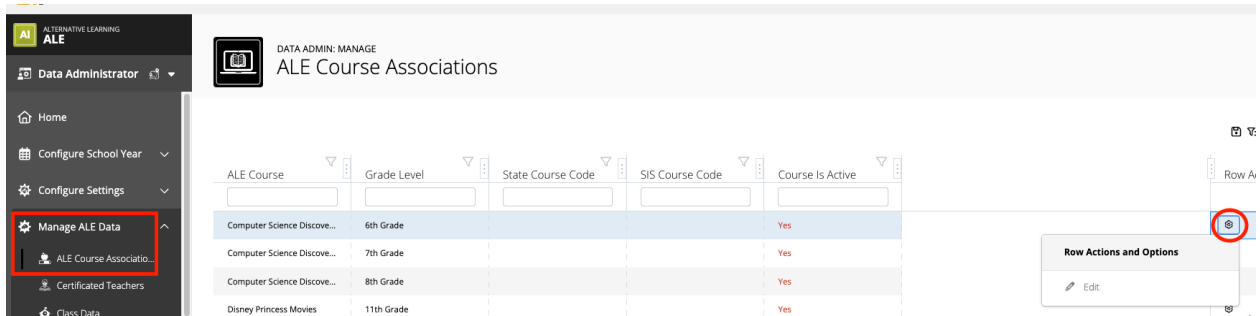 AI
ALTERNATIVE LEARNING
ALE
Data Administrator
Home
Configure School Year
Configure Settings
Manage ALE Data
ALE Course Associatio...
Certificated Teachers
Class Data
DATA ADMIN: MANAGE
ALE Course Associations
ALE Course Grade Level State Course Code SIS Course Code Course Is Active Row
Computer Science Discove... 6th Grade Yes
Computer Science Discove... 7th Grade Yes
Computer Science Discove... 8th Grade Yes
Disney Princess Movies 11th Grade Yes
Row Actions and Options
Edit